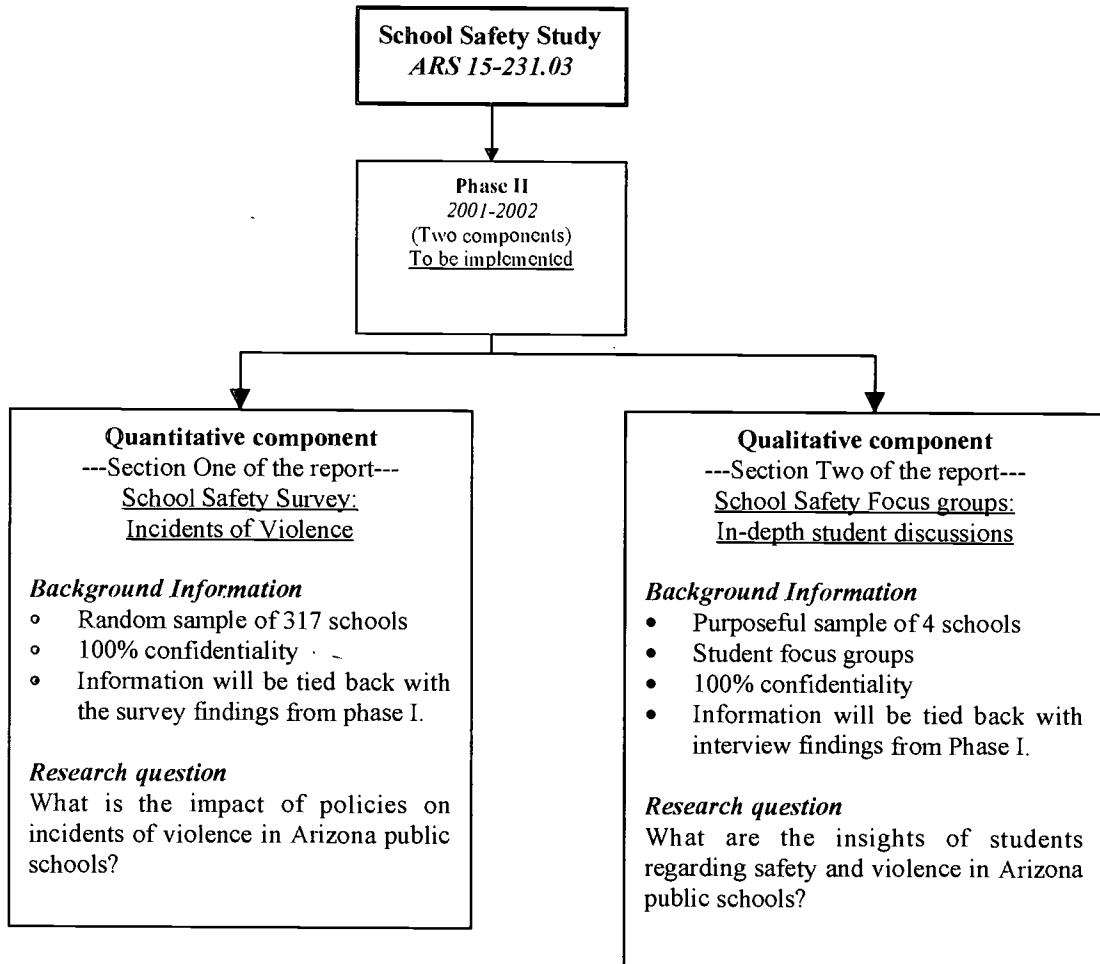 School Safety Study
ARS 15-231.03
Phase II
2001-2002
(Two components)
To be implemented
Quantitative component
---Section One of the report---
School Safety Survey:
Incidents of Violence
Background Information
Random sample of 317 schools
100% confidentiality
Information will be tied back with
the survey findings from phase I.
Research question
What is the impact of policies on
incidents of violence in Arizona public
schools?
Qualitative component
---Section Two of the report---
School Safety Focus groups:
In-depth student discussions
Background Information
Purposeful sample of 4 schools
Student focus groups
100% confidentiality
Information will be tied back with
interview findings from Phase I.
Research question
What are the insights of students
regarding safety and violence in Arizona
public schools?